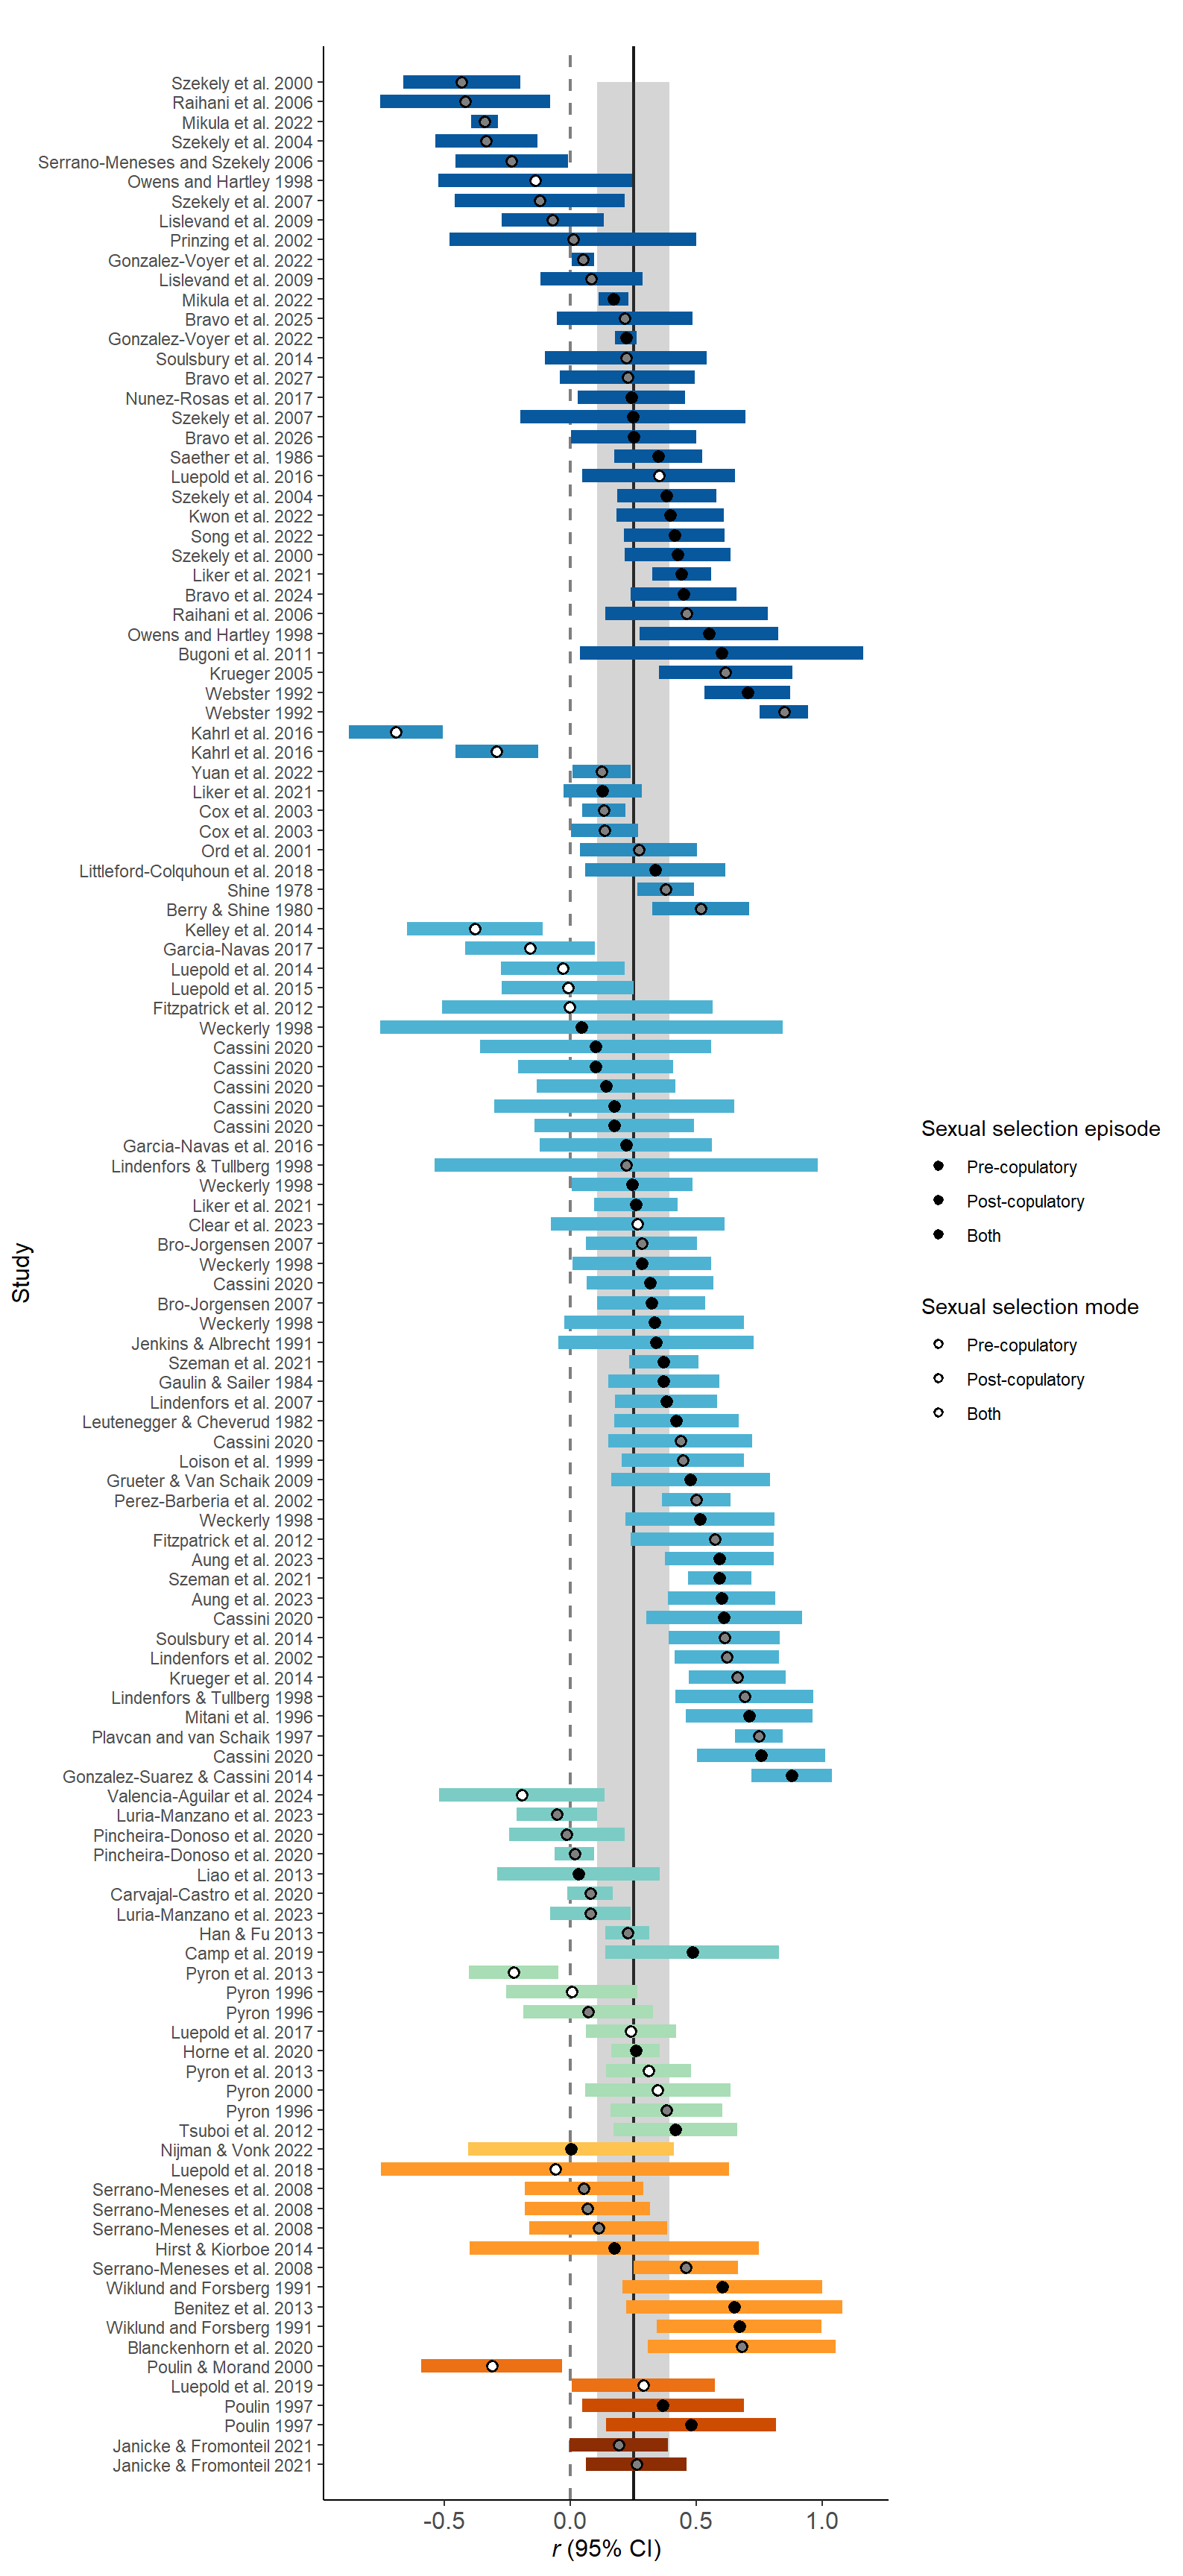 Szekely et al. 2000
Raihani et al. 2006
Mikula et al. 2022
Szekely et al. 2004
Serrano-Meneses and Szekely 2006
Owens and Hartley 1998
Szekely et al. 2007
Lislevand et al. 2009
Prinzing et al. 2002
Gonzalez-Voyer et al. 2022
Lislevand et al. 2009
Mikula et al. 2022
Bravo et al. 2025
Gonzalez-Voyer et al. 2022
Soulsbury et al. 2014
Bravo et al. 2027
Nunez-Rosas et al. 2017
Szekely et al. 2007
Bravo et al. 2026
Saether et al. 1986
Luepold et al. 2016
Szekely et al. 2004
Kwon et al. 2022
Song et al. 2022
Szekely et al. 2000
Liker et al. 2021
Bravo et al. 2024
Raihani et al. 2006
Owens and Hartley 1998
Bugoni et al. 2011
Krueger 2005
Webster 1992
Webster 1992
Kahrl et al. 2016
Kahrl et al. 2016
Yuan et al. 2022
Liker et al. 2021
Cox et al. 2003
Cox et al. 2003
Ord et al. 2001
Littleford-Colquhoun et al. 2018
Shine 1978
Berry & Shine 1980
Kelley et al. 2014
Garcia-Navas 2017
Luepold et al. 2014
Luepold et al. 2015
Fitzpatrick et al. 2012
Weckerly 1998
Cassini 2020
Cassini 2020
Cassini 2020
Cassini 2020
Cassini 2020
Garcia-Navas et al. 2016
Lindenfors & Tullberg 1998
Weckerly 1998
Liker et al. 2021
Clear et al. 2023
Bro-Jorgensen 2007
Weckerly 1998
Cassini 2020
Bro-Jorgensen 2007
Weckerly 1998
Jenkins & Albrecht 1991
Szeman et al. 2021
Gaulin & Sailer 1984
Lindenfors et al. 2007
Leutenegger & Cheverud 1982
Cassini 2020
Loison et al. 1999
Grueter & Van Schaik 2009
Perez-Barberia et al. 2002
Weckerly 1998
Fitzpatrick et al. 2012
Aung et al. 2023
Szeman et al. 2021
Aung et al. 2023
Cassini 2020
Soulsbury et al. 2014
Lindenfors et al. 2002
Krueger et al. 2014
Lindenfors & Tullberg 1998
Mitani et al. 1996
Plavcan and van Schaik 1997
Cassini 2020
Gonzalez-Suarez & Cassini 2014
Valencia-Aguilar et al. 2024
Luria-Manzano et al. 2023
Pincheira-Donoso et al. 2020
Pincheira-Donoso et al. 2020
Liao et al. 2013
Carvajal-Castro et al. 2020
Luria-Manzano et al. 2023
Han & Fu 2013
Camp et al. 2019
Pyron et al. 2013
Pyron 1996
Pyron 1996
Luepold et al. 2017
Horne et al. 2020
Pyron et al. 2013
Pyron 2000
Pyron 1996
Tsuboi et al. 2012
Nijman & Vonk 2022
Luepold et al. 2018
Serrano-Meneses et al. 2008
Serrano-Meneses et al. 2008
Serrano-Meneses et al. 2008
Hirst & Kiorboe 2014
Serrano-Meneses et al. 2008
Wiklund and Forsberg 1991
Benitez et al. 2013
Wiklund and Forsberg 1991
Blanckenhorn et al. 2020
Poulin & Morand 2000
Luepold et al. 2019
Poulin 1997
Poulin 1997
Janicke & Fromonteil 2021
Janicke & Fromonteil 2021
Study
-0.5 0.0 0.5 1.0
r (95% CI)
Sexual selection episode
Pre-copulatory
Post-copulatory
Both
Sexual selection mode
Pre-copulatory
Post-copulatory
Both